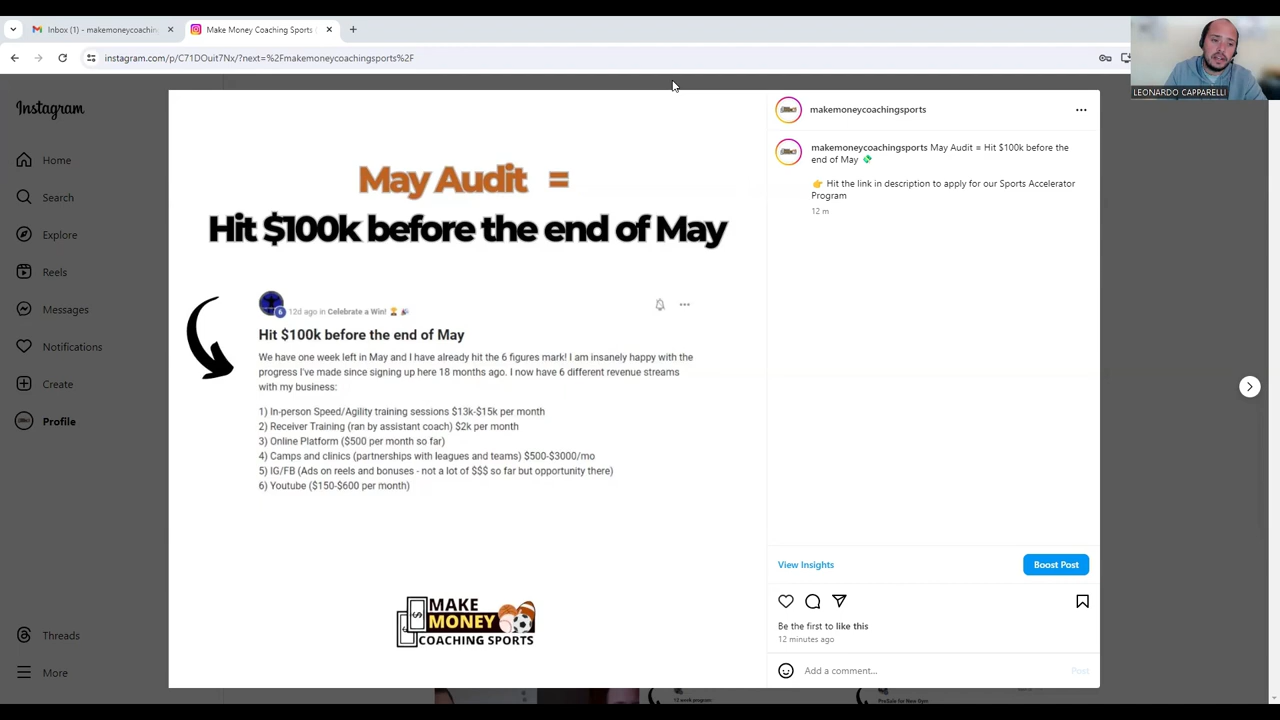 Inbox (1) - makemoneycoachin
Make Money Coaching Sports
instagram.com/p/C71DOuit7Nx/?next=%2Fmakemoneycoachingsports%2F
LEONARDO CAPPARELLI
Instagram
Home
Search
Explore
Reels
Messages
Notifications
Create
Profile
Threads
More
May Audit =
Hit $100k before the end of May
6
12d ago in Celebrate a Win! 🏆 🎉
Hit $100k before the end of May
We have one week left in May and I have already hit the 6 figures mark! I am insanely happy with the
progress I've made since signing up here 18 months ago. I now have 6 different revenue streams
with my business:
1) In-person Speed/Agility training sessions $13k-$15k per month
2) Receiver Training (ran by assistant coach) $2k per month
3) Online Platform ($500 per month so far)
4) Camps and clinics (partnerships with leagues and teams) $500-$3000/mo
5) IG/FB (Ads on reels and bonuses - not a lot of $$$ so far but opportunity there)
6) Youtube ($150-$600 per month)
MAKE
MONEY
COACHING SPORTS
makemoneycoachingsports
makemoneycoachingsports May Audit = Hit $100k before the
end of May 💸
👉 Hit the link in description to apply for our Sports Accelerator
Program
12 m
View Insights
Boost Post
Be the first to like this
12 minutes ago
Add a comment...
Post
12 week program